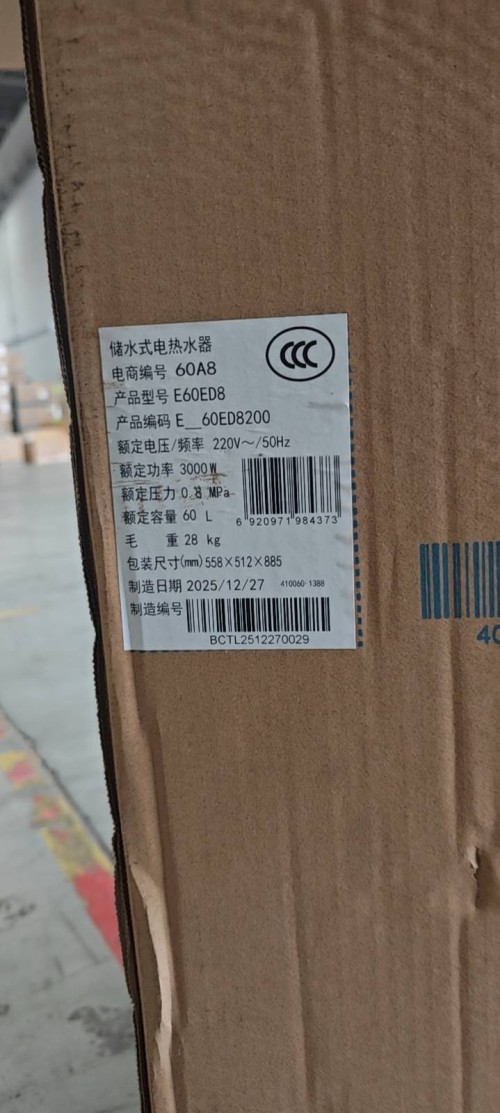 储水式电热水器
CCC
电商编号 60A8
产品型号 E60ED8
产品编码 E__60ED8200
额定电压/频率 220V～/50Hz
额定功率 3000W
额定压力 0.8 MPa
额定容量 60 L
6 920971 984373
毛 重 28 kg
包装尺寸(mm) 558×512×885
制造日期 2025/12/27 410060-1388
制造编号
BCTL2512270029
40